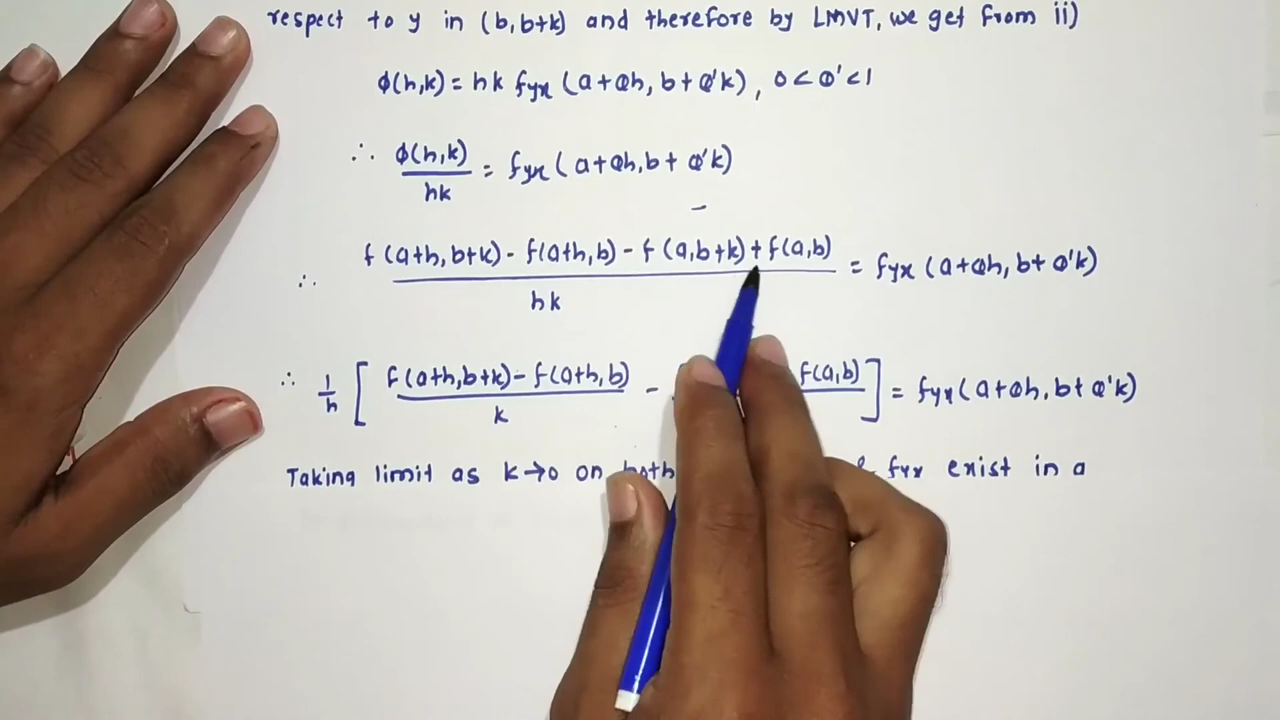 respect to y in (b, b+k) and therefore by LMVT, we get from ii)
φ(h,k) = hk fyx (a+θh, b+θ'k), 0<θ'<1
∴ φ(h,k)/hk = fyx (a+θh, b+θ'k)
∴ f(a+h, b+k) - f(a+h, b) - f(a, b+k) + f(a,b) / hk = fyx (a+θh, b+θ'k)
∴ 1/h [ f(a+h, b+k) - f(a+h, b) / k - f(a,b) ] = fyx (a+θh, b+θ'k)
Taking limit as k→0 on both fyx exist in a